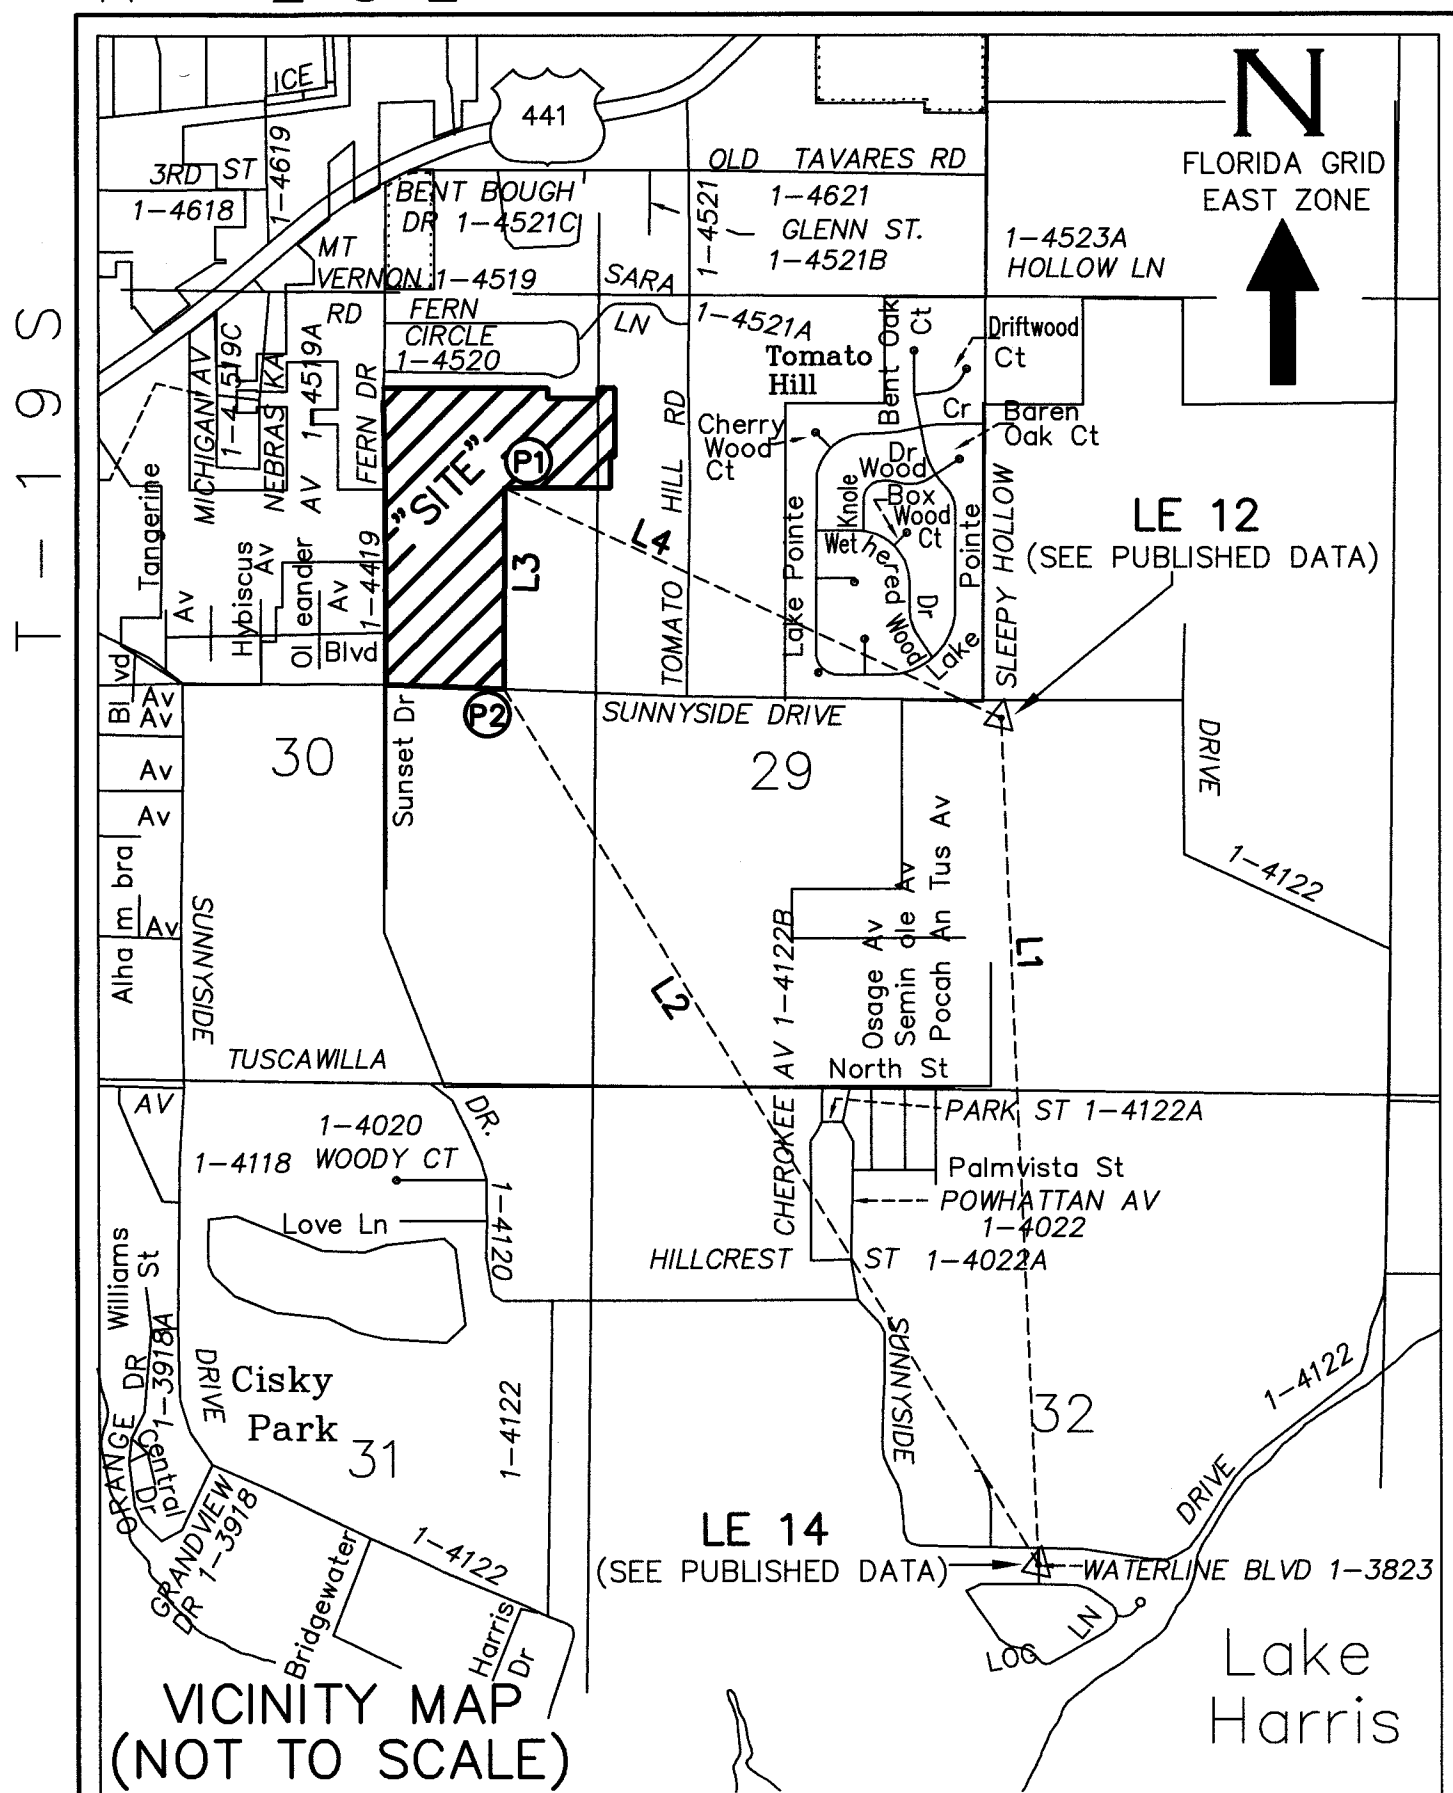 ICE
441
N
FLORIDA GRID
EAST ZONE
3RD ST
1-4618
1-4619
OLD TAVARES RD
BENT BOUGH
DR 1-4521C
1-4521
1-4621
GLENN ST.
1-4521B
1-4523A
HOLLOW LN
MT
VERNON 1-4519
RD
SARA
LN
FERN
CIRCLE
1-4520
1-4521A
Tomato
Hill
Bent Oak
Ct
Driftwood
Ct
Cr
Baren
Oak Ct
Cherry
Wood
Ct
T-19S
MICHIGAN AV
1-4519C
NEBRASKA
AV 1-4519A
FERN DR
"SITE"
P1
HILL RD
TOMATO
Dr
Wood
Knole
Box
Wood
Ct
Wethered
Wood
Dr
Lake Pointe
Lake
Pointe
SLEEPY HOLLOW
LE 12
(SEE PUBLISHED DATA)
Tangerine
Av
Hybiscus
Av
Oleander
Av
1-4419
Blvd
L3
L4
Blvd
Av
Av
Av
Av
Av
Alhambra
P2
SUNNYSIDE DRIVE
30
29
Sunset Dr
DRIVE
1-4122
SUNNYSIDE
L2
L1
CHEROKEE AV 1-4122B
Osage Av
Seminole Av
PocahAnTus Av
North St
TUSCAWILLA
AV
DR.
PARK ST 1-4122A
1-4020
WOODY CT
1-4118
Palmvista St
POWHATTAN AV
1-4022
Love Ln
1-4120
HILLCREST ST 1-4022A
Williams
St
ORANGE DR
1-3918A
DRIVE
Central
Dr
Cisky
Park
31
1-4122
SUNNYSIDE
32
1-4122
DRIVE
GRANDVIEW
DR
1-3918
1-4122
Bridgewater
Harris
Dr
LE 14
(SEE PUBLISHED DATA)
WATERLINE BLVD 1-3823
LOG LN
Lake
Harris
VICINITY MAP
(NOT TO SCALE)